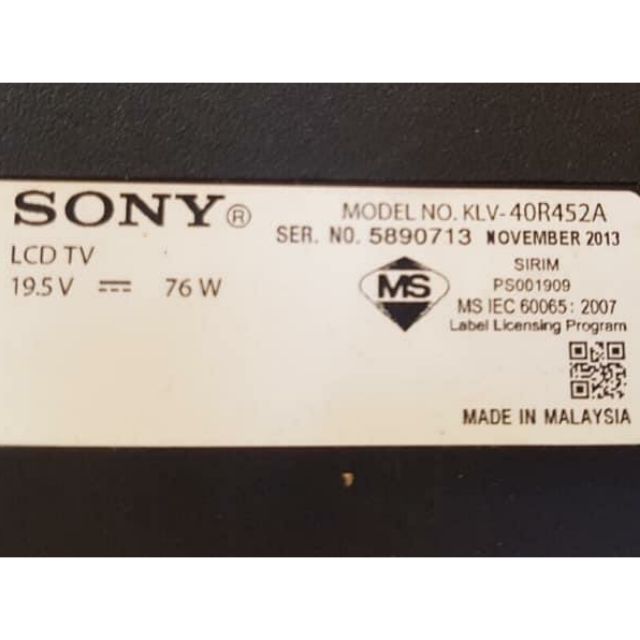 SONY®
MODEL NO. KLV-40R452A
SER. NO. 5890713 NOVEMBER 2013
LCD TV
19.5 V ⎓ 76 W
MS
SIRIM
PS001909
MS IEC 60065: 2007
Label Licensing Program
MADE IN MALAYSIA